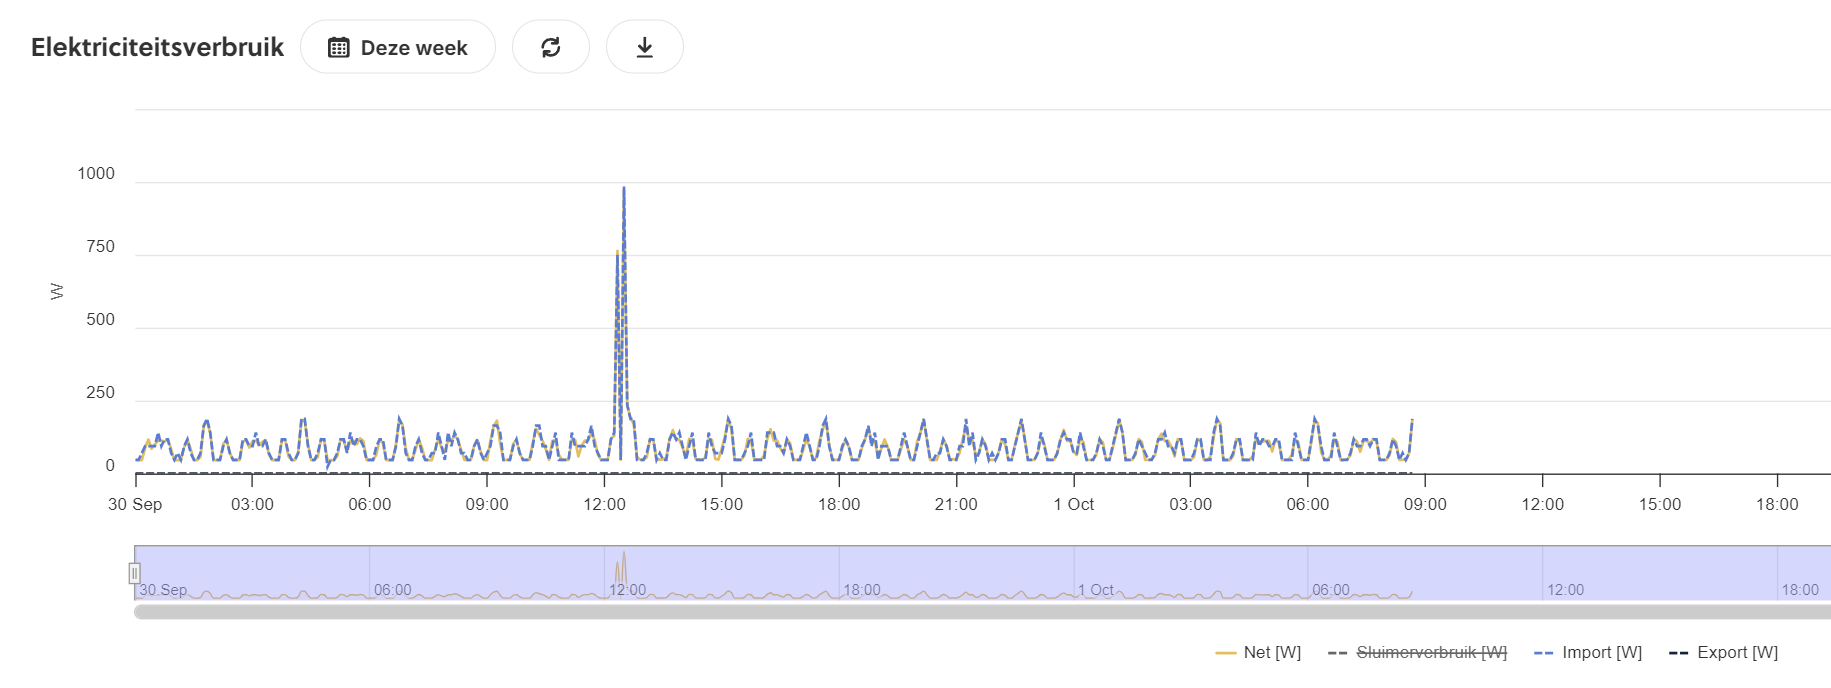 Elektriciteitsverbruik Deze week
1000
750
W
500
250
0
30 Sep 03:00 06:00 09:00 12:00 15:00 18:00 21:00 1 Oct 03:00 06:00 09:00 12:00 15:00 18:00
30 Sep 06:00 12:00 18:00 1 Oct 06:00 12:00 18:00
Net [W] Sluimerverbruik [W] Import [W] Export [W]